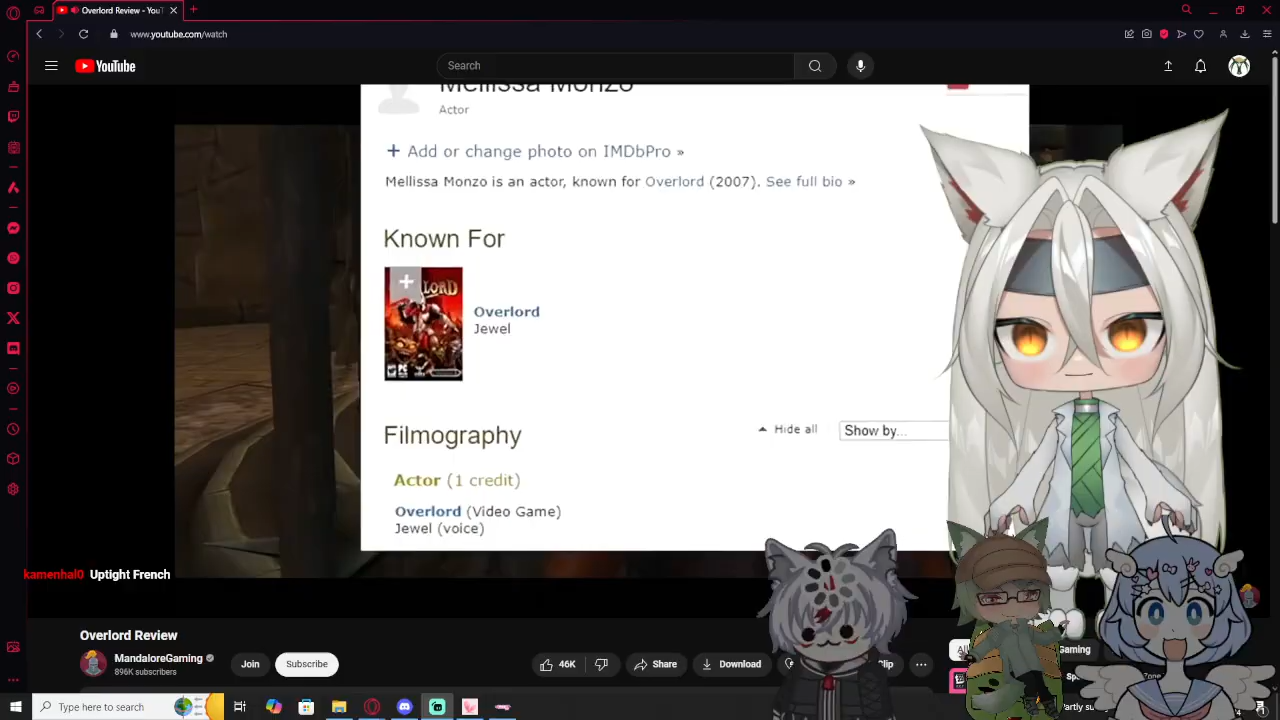 Overlord Review - YouT
www.youtube.com/watch
YouTube
Search
Mellissa Monzo
Actor
+ Add or change photo on IMDbPro »
Mellissa Monzo is an actor, known for Overlord (2007). See full bio »
Known For
Overlord
Jewel
Filmography
Hide all
Show by...
Actor (1 credit)
Overlord (Video Game)
Jewel (voice)
kamenhal0 Uptight French
Overlord Review
MandaloreGaming
896K subscribers
Join
Subscribe
46K
Share
Download
Clip
Gaming
Type here to search